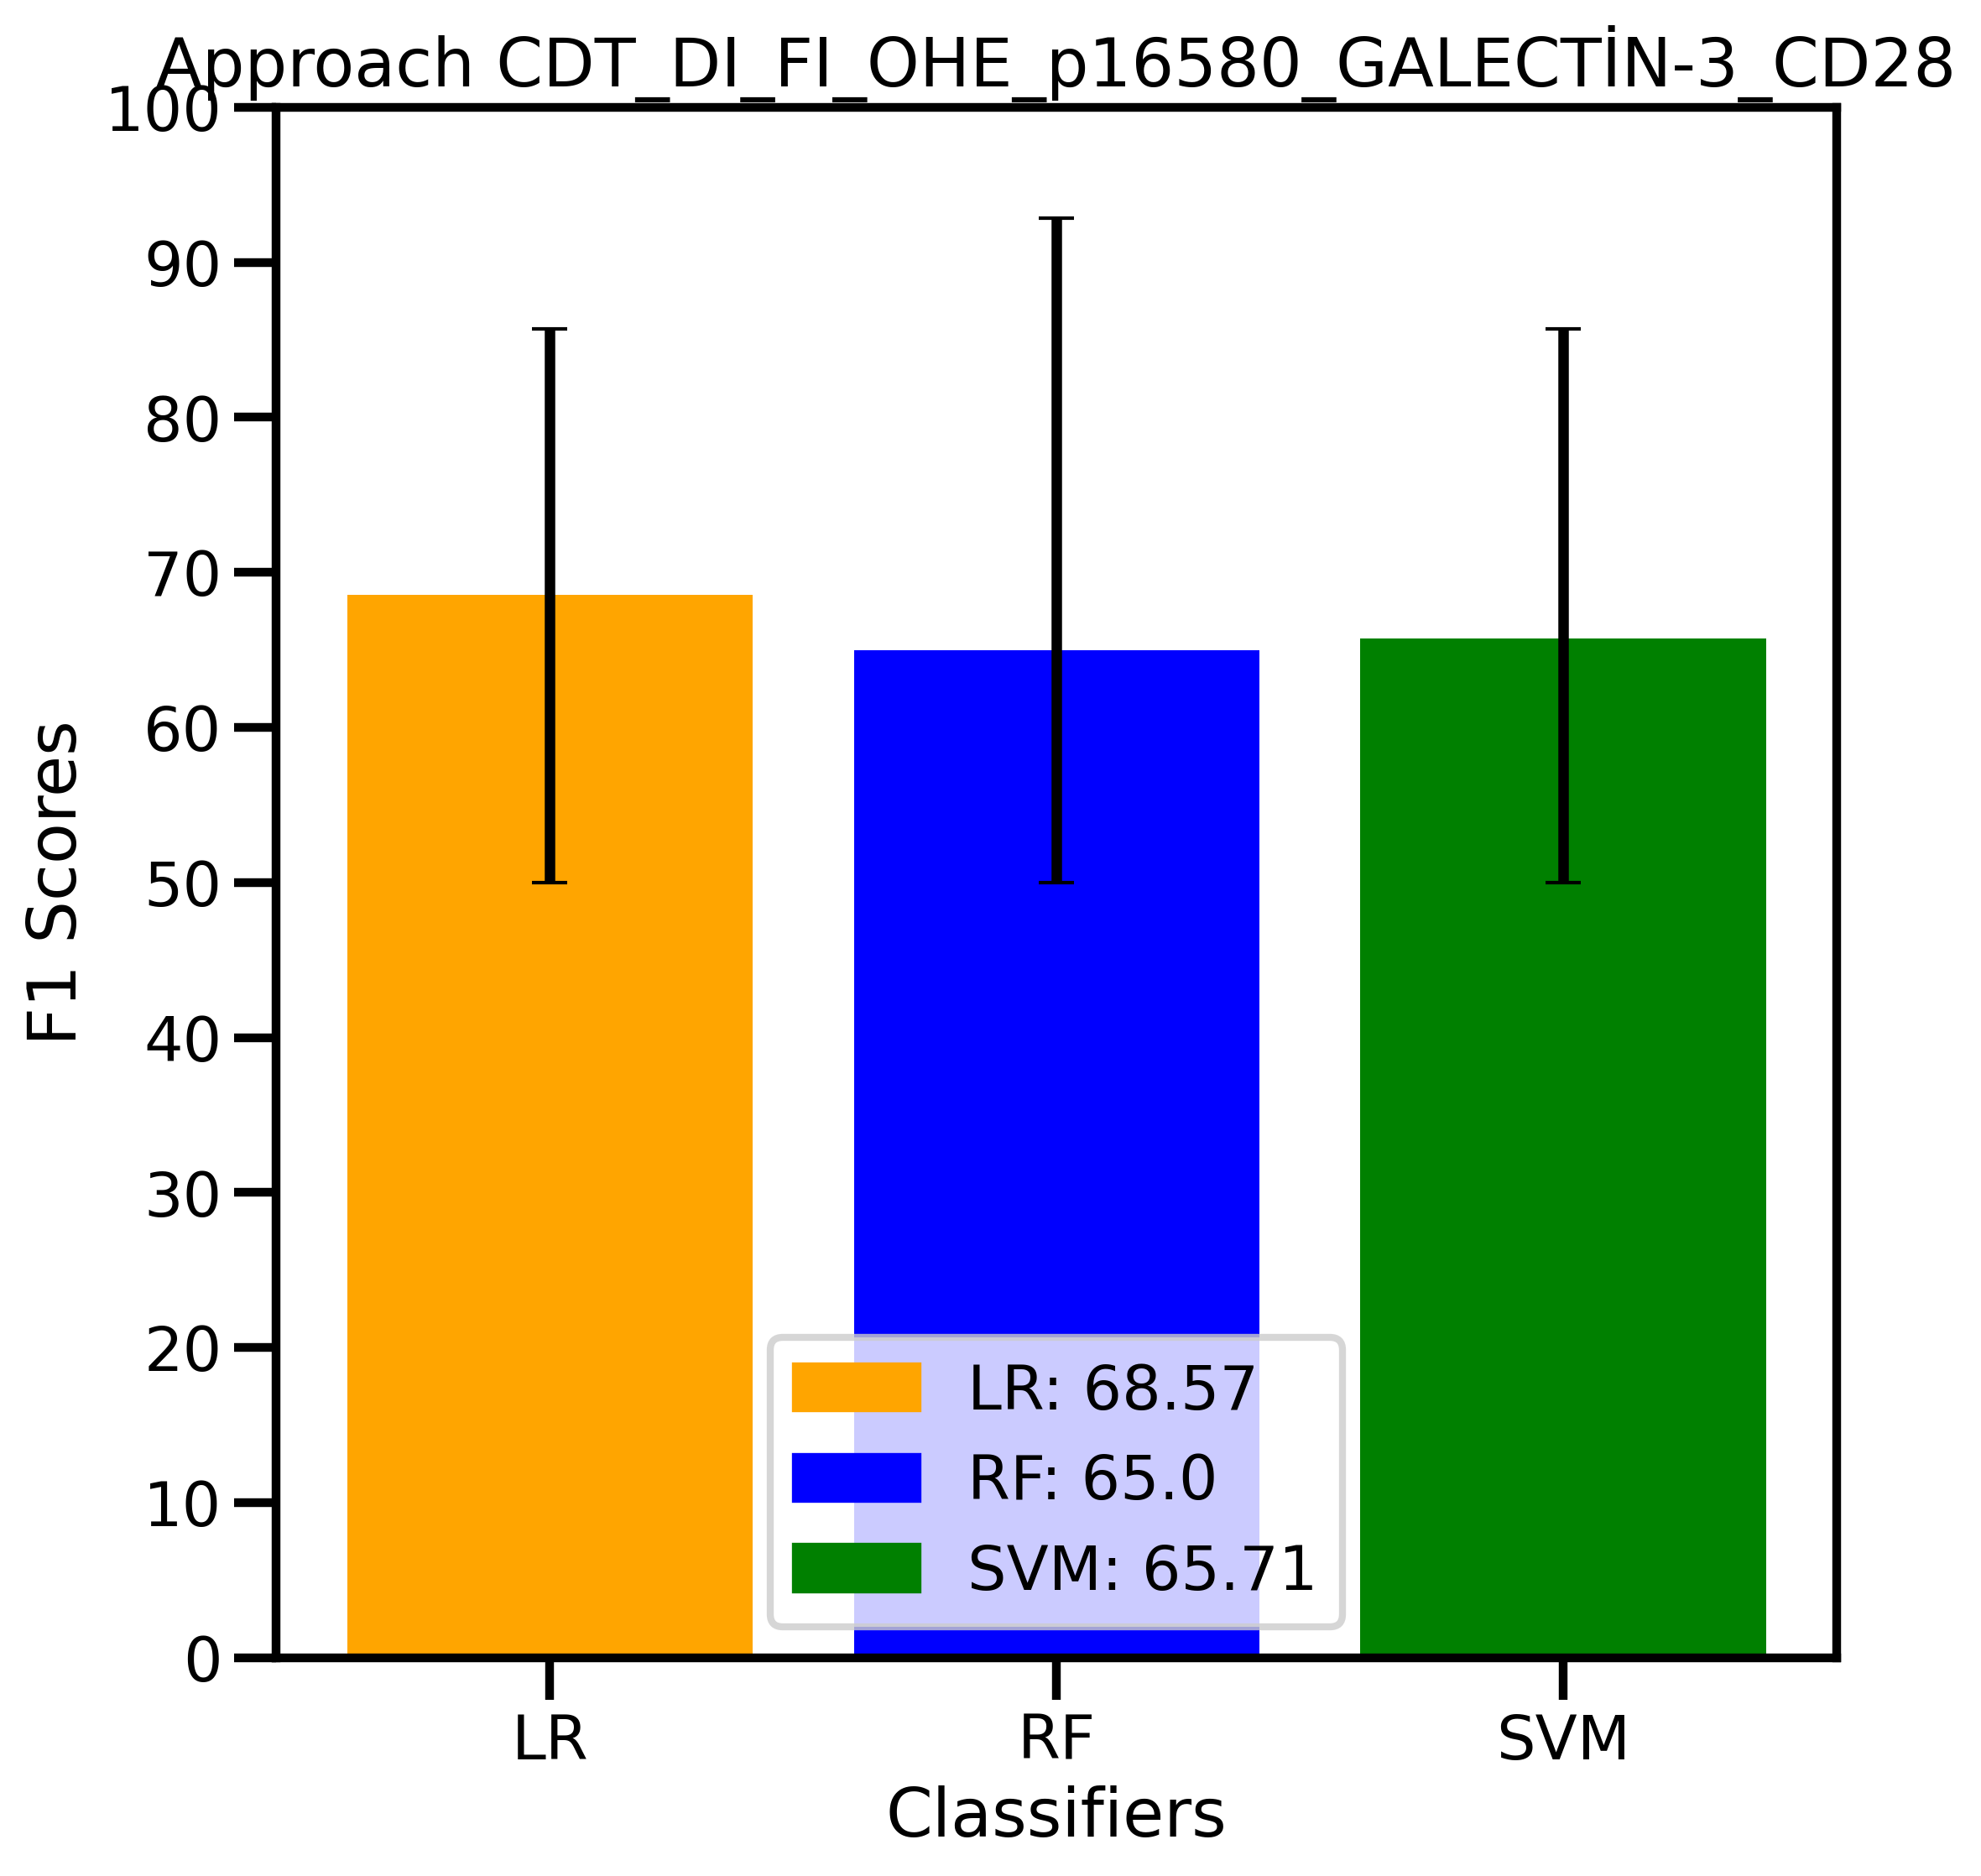 Approach CDT_DI_FI_OHE_p16580_GALECTİN-3_CD28
100
90
80
70
60
50
40
30
20
10
0
F1 Scores
LR: 68.57
RF: 65.0
SVM: 65.71
LR
RF
SVM
Classifiers